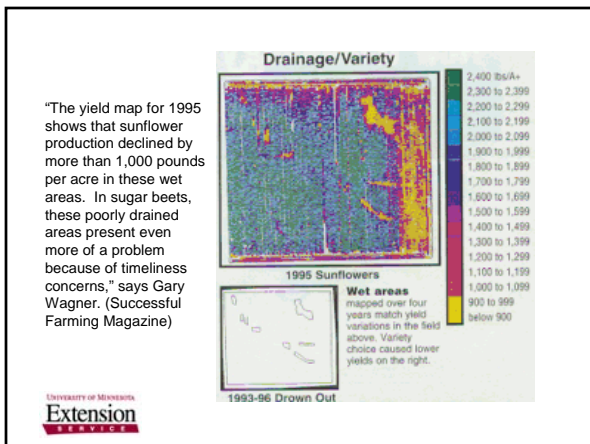 Drainage/Variety
“The yield map for 1995
shows that sunflower
production declined by
more than 1,000 pounds
per acre in these wet
areas.  In sugar beets,
these poorly drained
areas present even
more of a problem
because of timeliness
concerns,” says Gary
Wagner. (Successful
Farming Magazine)
2,400 lbs/A+
2,300 to 2.399
2,200 to 2,299
2,100 to 2,199
2,000 to 2,099
1,900 to 1,999
1,800 to 1,899
1,700 to 1,799
1,600 to 1,699
1,500 to 1,599
1,400 to 1,499
1,300 to 1,399
1,200 to 1.299
1,100 to 1,199
1,000 to 1,099
900 to 999
below 900
1995 Sunflowers
Wet areas
mapped over four
years match yield
variations in the field
above. Variety
choice caused lower
yields on the right.
1993-96 Drown Out
UNIVERSITY OF MINNESOTA
Extension
SERVICE